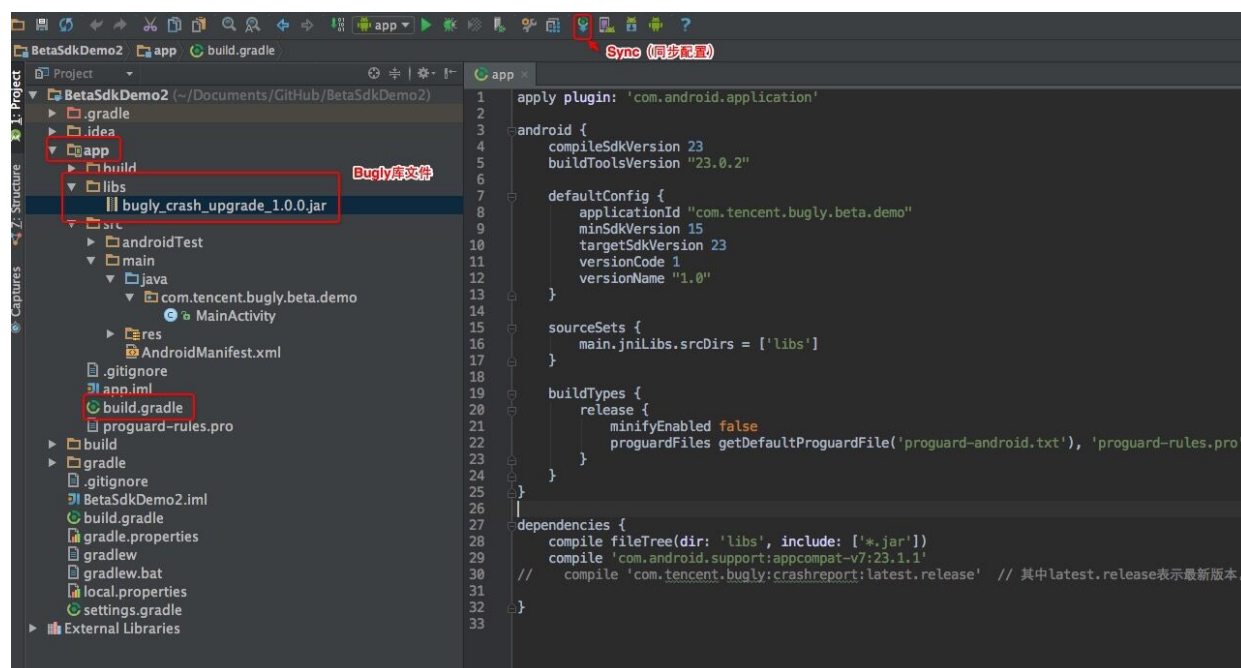 app
?
BetaSdkDemo2 app build.gradle
Sync (同步配置)
Project
app
1: Project
Z: Structure
Captures
BetaSdkDemo2 (~/Documents/GitHub/BetaSdkDemo2)
.gradle
.idea
app
build
Bugly库文件
libs
bugly_crash_upgrade_1.0.0.jar
src
androidTest
main
java
com.tencent.bugly.beta.demo
MainActivity
res
AndroidManifest.xml
.gitignore
app.iml
build.gradle
proguard-rules.pro
build
gradle
.gitignore
BetaSdkDemo2.iml
build.gradle
gradle.properties
gradlew
gradlew.bat
local.properties
settings.gradle
External Libraries
1 apply plugin: 'com.android.application'
2
3 android {
4 compileSdkVersion 23
5 buildToolsVersion "23.0.2"
6
7 defaultConfig {
8 applicationId "com.tencent.bugly.beta.demo"
9 minSdkVersion 15
10 targetSdkVersion 23
11 versionCode 1
12 versionName "1.0"
13 }
14
15 sourceSets {
16 main.jniLibs.srcDirs = ['libs']
17 }
18
19 buildTypes {
20 release {
21 minifyEnabled false
22 proguardFiles getDefaultProguardFile('proguard-android.txt'), 'proguard-rules.pro'
23 }
24 }
25 }
26
27 dependencies {
28 compile fileTree(dir: 'libs', include: ['*.jar'])
29 compile 'com.android.support:appcompat-v7:23.1.1'
30 // compile 'com.tencent.bugly:crashreport:latest.release' // 其中latest.release表示最新版本
31
32 }
33